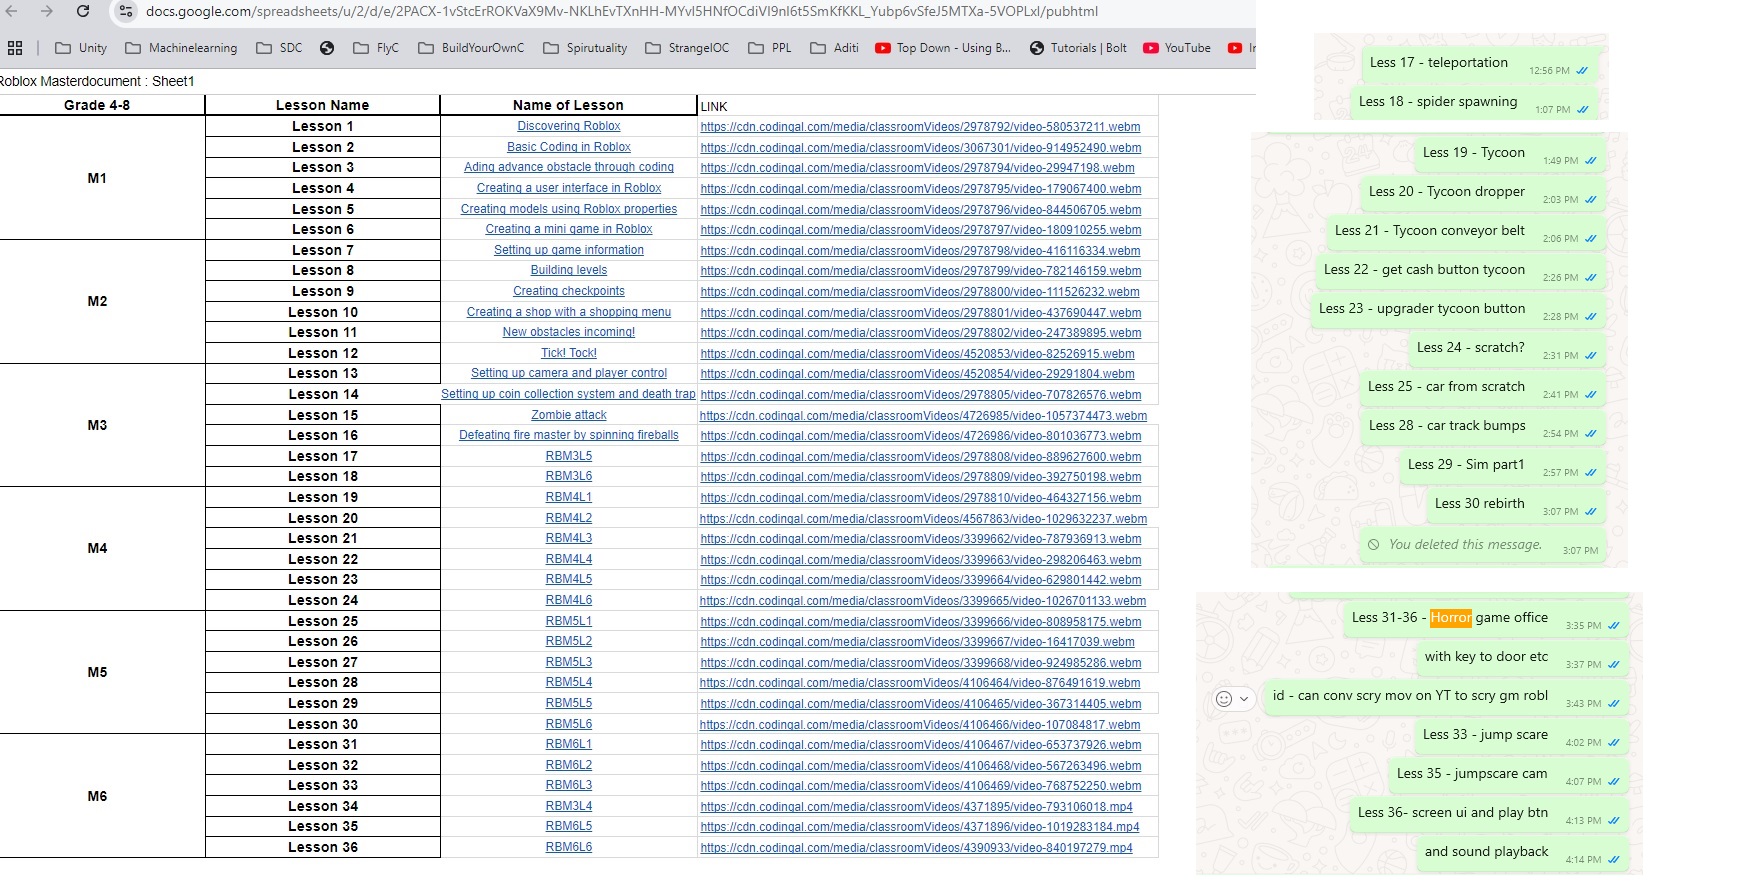 docs.google.com/spreadsheets/u/2/d/e/2PACX-1vStcErROKVaX9Mv-NKLhEvTXnHH-MYvI5HNfOCdiVI9nI6t5SmKfKKL_Yubp6vSfeJ5MTXa-5VOPLxI/pubhtml
Unity Machinelearning SDC FlyC BuildYourOwnC Spirutuality StrangeIOC PPL Aditi Top Down - Using B... Tutorials | Bolt YouTube
Roblox Masterdocument : Sheet1
Grade 4-8 Lesson Name Name of Lesson LINK
M1
Lesson 1 Discovering Roblox https://cdn.codingal.com/media/classroomVideos/2978792/video-580537211.webm
Lesson 2 Basic Coding in Roblox https://cdn.codingal.com/media/classroomVideos/3067301/video-914952490.webm
Lesson 3 Ading advance obstacle through coding https://cdn.codingal.com/media/classroomVideos/2978794/video-29947198.webm
Lesson 4 Creating a user interface in Roblox https://cdn.codingal.com/media/classroomVideos/2978795/video-179067400.webm
Lesson 5 Creating models using Roblox properties https://cdn.codingal.com/media/classroomVideos/2978796/video-844506705.webm
Lesson 6 Creating a mini game in Roblox https://cdn.codingal.com/media/classroomVideos/2978797/video-180910255.webm
M2
Lesson 7 Setting up game information https://cdn.codingal.com/media/classroomVideos/2978798/video-416116334.webm
Lesson 8 Building levels https://cdn.codingal.com/media/classroomVideos/2978799/video-782146159.webm
Lesson 9 Creating checkpoints https://cdn.codingal.com/media/classroomVideos/2978800/video-111526232.webm
Lesson 10 Creating a shop with a shopping menu https://cdn.codingal.com/media/classroomVideos/2978801/video-437690447.webm
Lesson 11 New obstacles incoming! https://cdn.codingal.com/media/classroomVideos/2978802/video-247389895.webm
Lesson 12 Tick! Tock! https://cdn.codingal.com/media/classroomVideos/4520853/video-82526915.webm
M3
Lesson 13 Setting up camera and player control https://cdn.codingal.com/media/classroomVideos/4520854/video-29291804.webm
Lesson 14 Setting up coin collection system and death trap https://cdn.codingal.com/media/classroomVideos/2978805/video-707826576.webm
Lesson 15 Zombie attack https://cdn.codingal.com/media/classroomVideos/4726985/video-1057374473.webm
Lesson 16 Defeating fire master by spinning fireballs https://cdn.codingal.com/media/classroomVideos/4726986/video-801036773.webm
Lesson 17 RBM3L5 https://cdn.codingal.com/media/classroomVideos/2978808/video-889627600.webm
Lesson 18 RBM3L6 https://cdn.codingal.com/media/classroomVideos/2978809/video-392750198.webm
M4
Lesson 19 RBM4L1 https://cdn.codingal.com/media/classroomVideos/2978810/video-464327156.webm
Lesson 20 RBM4L2 https://cdn.codingal.com/media/classroomVideos/4567863/video-1029632237.webm
Lesson 21 RBM4L3 https://cdn.codingal.com/media/classroomVideos/3399662/video-787936913.webm
Lesson 22 RBM4L4 https://cdn.codingal.com/media/classroomVideos/3399663/video-298206463.webm
Lesson 23 RBM4L5 https://cdn.codingal.com/media/classroomVideos/3399664/video-629801442.webm
Lesson 24 RBM4L6 https://cdn.codingal.com/media/classroomVideos/3399665/video-1026701133.webm
M5
Lesson 25 RBM5L1 https://cdn.codingal.com/media/classroomVideos/3399666/video-808958175.webm
Lesson 26 RBM5L2 https://cdn.codingal.com/media/classroomVideos/3399667/video-16417039.webm
Lesson 27 RBM5L3 https://cdn.codingal.com/media/classroomVideos/3399668/video-924985286.webm
Lesson 28 RBM5L4 https://cdn.codingal.com/media/classroomVideos/4106464/video-876491619.webm
Lesson 29 RBM5L5 https://cdn.codingal.com/media/classroomVideos/4106465/video-367314405.webm
Lesson 30 RBM5L6 https://cdn.codingal.com/media/classroomVideos/4106466/video-107084817.webm
M6
Lesson 31 RBM6L1 https://cdn.codingal.com/media/classroomVideos/4106467/video-653737926.webm
Lesson 32 RBM6L2 https://cdn.codingal.com/media/classroomVideos/4106468/video-567263496.webm
Lesson 33 RBM6L3 https://cdn.codingal.com/media/classroomVideos/4106469/video-768752250.webm
Lesson 34 RBM3L4 https://cdn.codingal.com/media/classroomVideos/4371895/video-793106018.mp4
Lesson 35 RBM6L5 https://cdn.codingal.com/media/classroomVideos/4371896/video-1019283184.mp4
Lesson 36 RBM6L6 https://cdn.codingal.com/media/classroomVideos/4390933/video-840197279.mp4
Less 17 - teleportation 12:56 PM
Less 18 - spider spawning 1:07 PM
Less 19 - Tycoon 1:49 PM
Less 20 - Tycoon dropper 2:03 PM
Less 21 - Tycoon conveyor belt 2:06 PM
Less 22 - get cash button tycoon 2:26 PM
Less 23 - upgrader tycoon button 2:28 PM
Less 24 - scratch? 2:31 PM
Less 25 - car from scratch 2:41 PM
Less 28 - car track bumps 2:54 PM
Less 29 - Sim part1 2:57 PM
Less 30 rebirth 3:07 PM
You deleted this message. 3:07 PM
Less 31-36 - Horror game office 3:35 PM
with key to door etc 3:37 PM
id - can conv scry mov on YT to scry gm robl 3:43 PM
Less 33 - jump scare 4:02 PM
Less 35 - jumpscare cam 4:07 PM
Less 36- screen ui and play btn 4:13 PM
and sound playback 4:14 PM